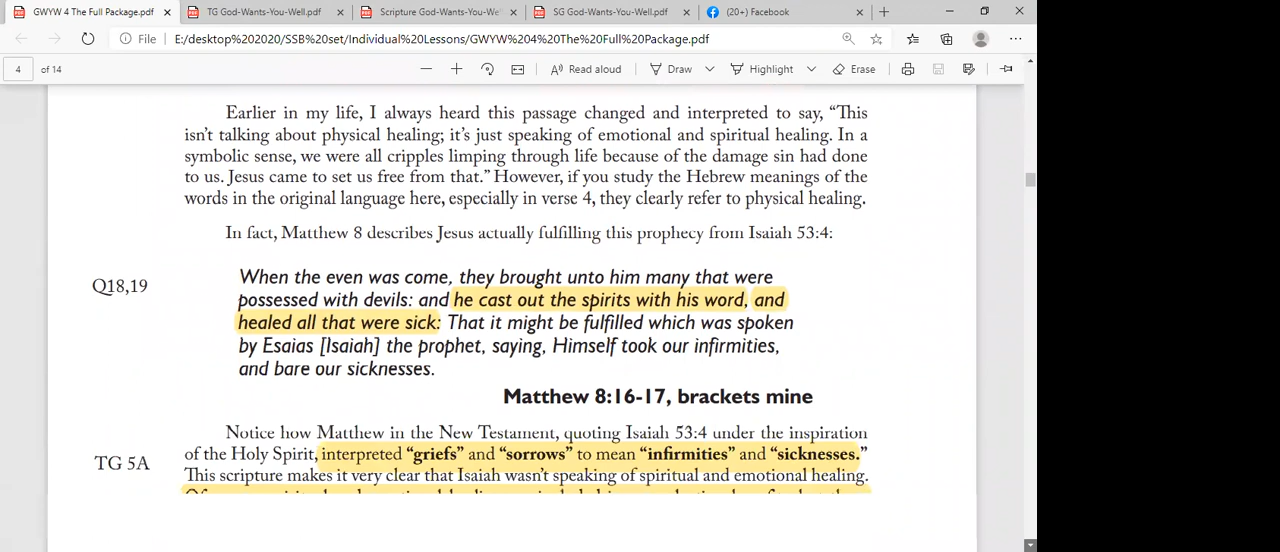 GWYW 4 The Full Package.pdf
TG God-Wants-You-Well.pdf
Scripture God-Wants-You-We
SG God-Wants-You-Well.pdf
(20+) Facebook
File
E:/desktop%202020/SSB%20set/Individual%20Lessons/GWYW%204%20The%20Full%20Package.pdf
4 of 14
Read aloud
Draw
Highlight
Erase
Earlier in my life, I always heard this passage changed and interpreted to say, “This
isn’t talking about physical healing; it’s just speaking of emotional and spiritual healing. In a
symbolic sense, we were all cripples limping through life because of the damage sin had done
to us. Jesus came to set us free from that.” However, if you study the Hebrew meanings of the
words in the original language here, especially in verse 4, they clearly refer to physical healing.
In fact, Matthew 8 describes Jesus actually fulfilling this prophecy from Isaiah 53:4:
Q18,19
When the even was come, they brought unto him many that were
possessed with devils: and he cast out the spirits with his word, and
healed all that were sick: That it might be fulfilled which was spoken
by Esaias [Isaiah] the prophet, saying, Himself took our infirmities,
and bare our sicknesses.
Matthew 8:16-17, brackets mine
Notice how Matthew in the New Testament, quoting Isaiah 53:4 under the inspiration
TG 5A
of the Holy Spirit, interpreted “griefs” and “sorrows” to mean “infirmities” and “sicknesses.”
This scripture makes it very clear that Isaiah wasn’t speaking of spiritual and emotional healing.